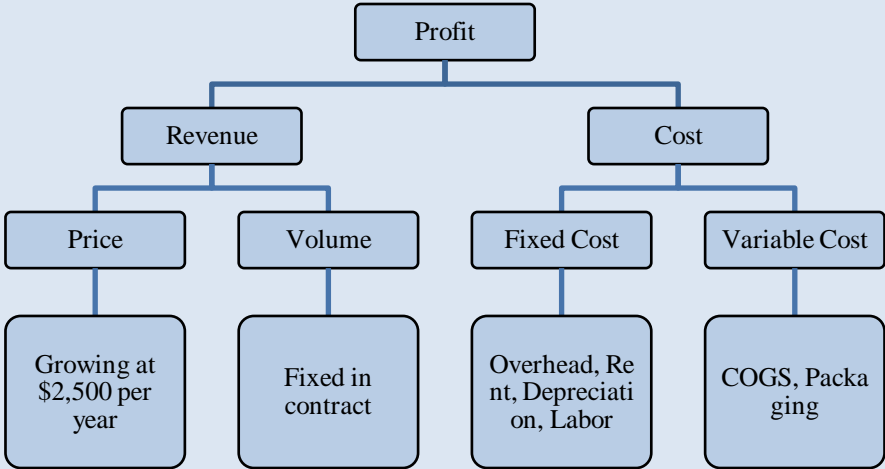 Profit
Revenue
Cost
Price
Volume
Fixed Cost
Variable Cost
Growing at
$2,500 per
year
Fixed in
contract
Overhead, Re
nt, Depreciati
on, Labor
COGS, Packa
ging